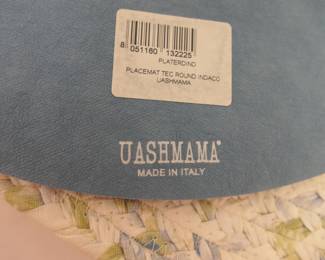 8 051160 132225
PLATERDIND
PLACEMAT TEC ROUND INDACO
UASHMAMA
UASHMAMA®
MADE IN ITALY